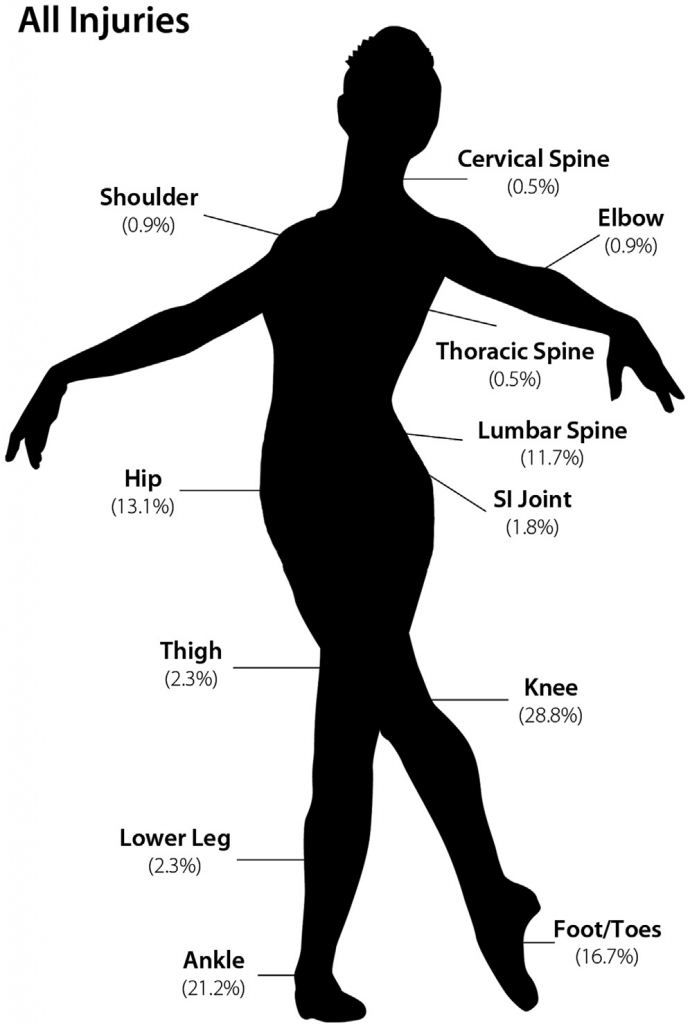 All Injuries
Cervical Spine
(0.5%)
Shoulder
(0.9%)
Elbow
(0.9%)
Thoracic Spine
(0.5%)
Lumbar Spine
(11.7%)
Hip
(13.1%)
SI Joint
(1.8%)
Thigh
(2.3%)
Knee
(28.8%)
Lower Leg
(2.3%)
Foot/Toes
(16.7%)
Ankle
(21.2%)